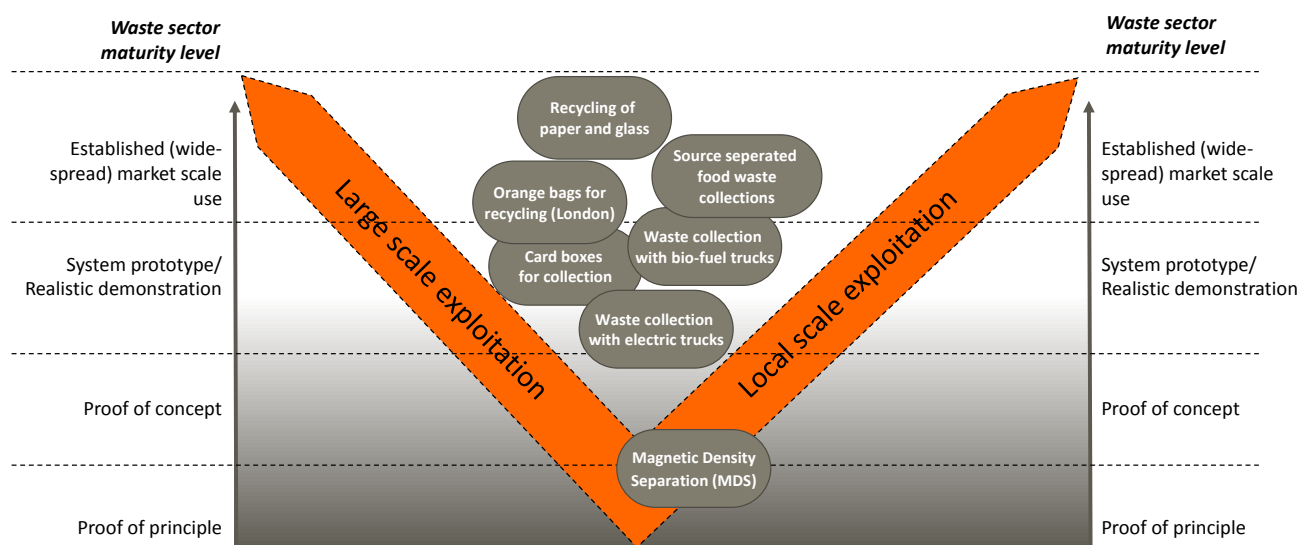 Waste sector
maturity level
Waste sector
maturity level
Established (wide-
spread) market scale
use
System prototype/
Realistic demonstration
Proof of concept
Proof of principle
Large scale exploitation
Recycling of
paper and glass
Source seperated
food waste
collections
Orange bags for
recycling (London)
Waste collection
with bio-fuel trucks
Card boxes
for collection
Waste collection
with electric trucks
Magnetic Density
Separation (MDS)
Local scale exploitation
Established (wide-
spread) market scale
use
System prototype/
Realistic demonstration
Proof of concept
Proof of principle